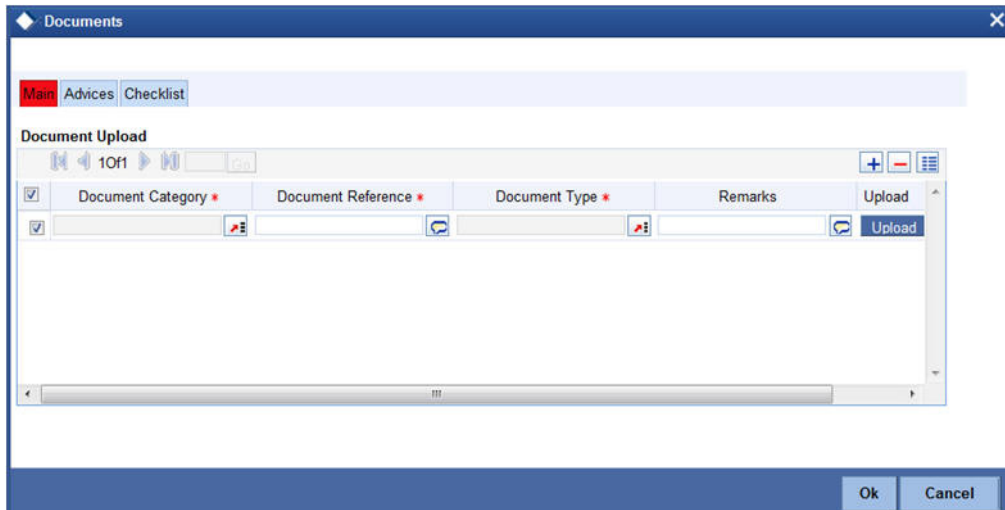 Documents
Main Advices Checklist
Document Upload
1Of1 Go
Document Category * Document Reference * Document Type * Remarks Upload
Upload
Ok Cancel